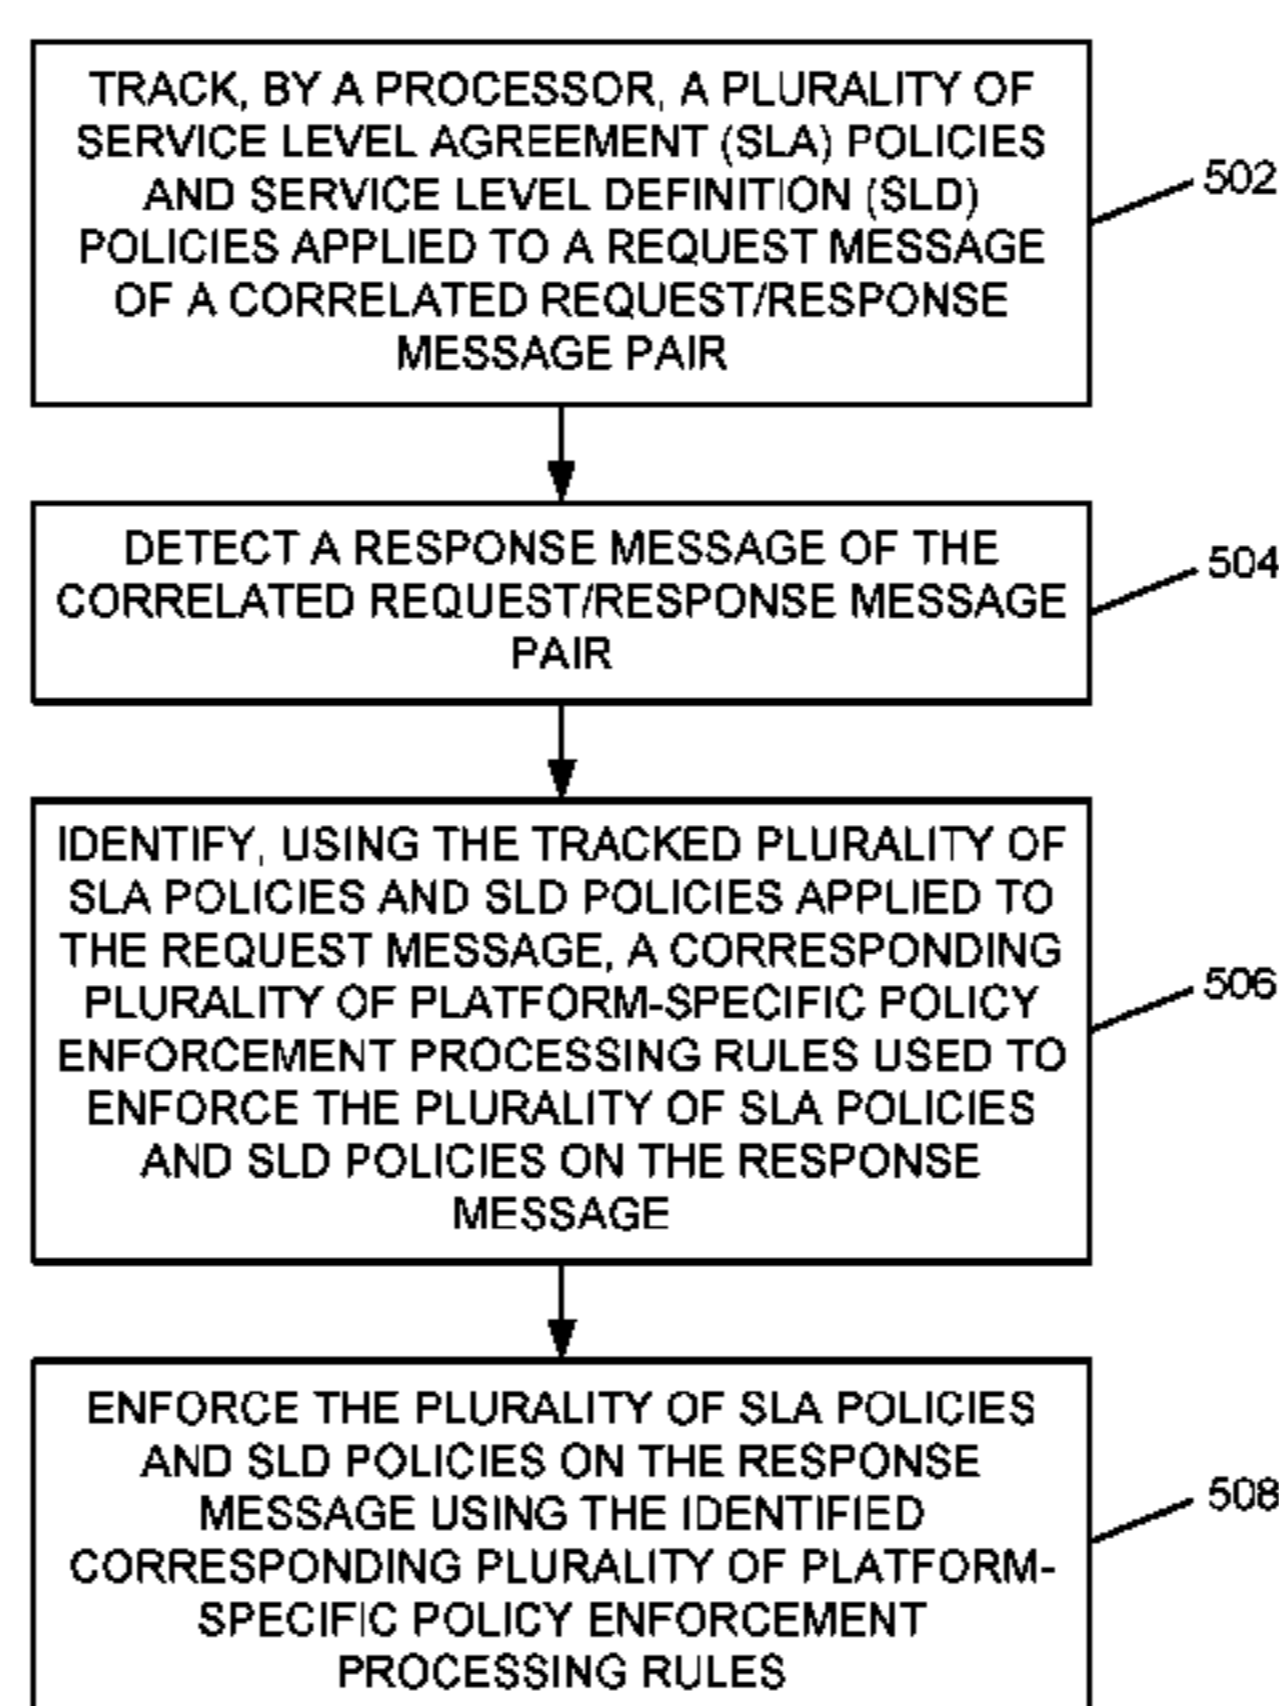 TRACK, BY A PROCESSOR, A PLURALITY OF
SERVICE LEVEL AGREEMENT (SLA) POLICIES
AND SERVICE LEVEL DEFINITION (SLD)
POLICIES APPLIED TO A REQUEST MESSAGE
OF A CORRELATED REQUEST/RESPONSE
MESSAGE PAIR
502
DETECT A RESPONSE MESSAGE OF THE
CORRELATED REQUEST/RESPONSE MESSAGE
PAIR
504
IDENTIFY, USING THE TRACKED PLURALITY OF
SLA POLICIES AND SLD POLICIES APPLIED TO
THE REQUEST MESSAGE, A CORRESPONDING
PLURALITY OF PLATFORM-SPECIFIC POLICY
ENFORCEMENT PROCESSING RULES USED TO
ENFORCE THE PLURALITY OF SLA POLICIES
AND SLD POLICIES ON THE RESPONSE
MESSAGE
506
ENFORCE THE PLURALITY OF SLA POLICIES
AND SLD POLICIES ON THE RESPONSE
MESSAGE USING THE IDENTIFIED
CORRESPONDING PLURALITY OF PLATFORM-
SPECIFIC POLICY ENFORCEMENT
PROCESSING RULES
508